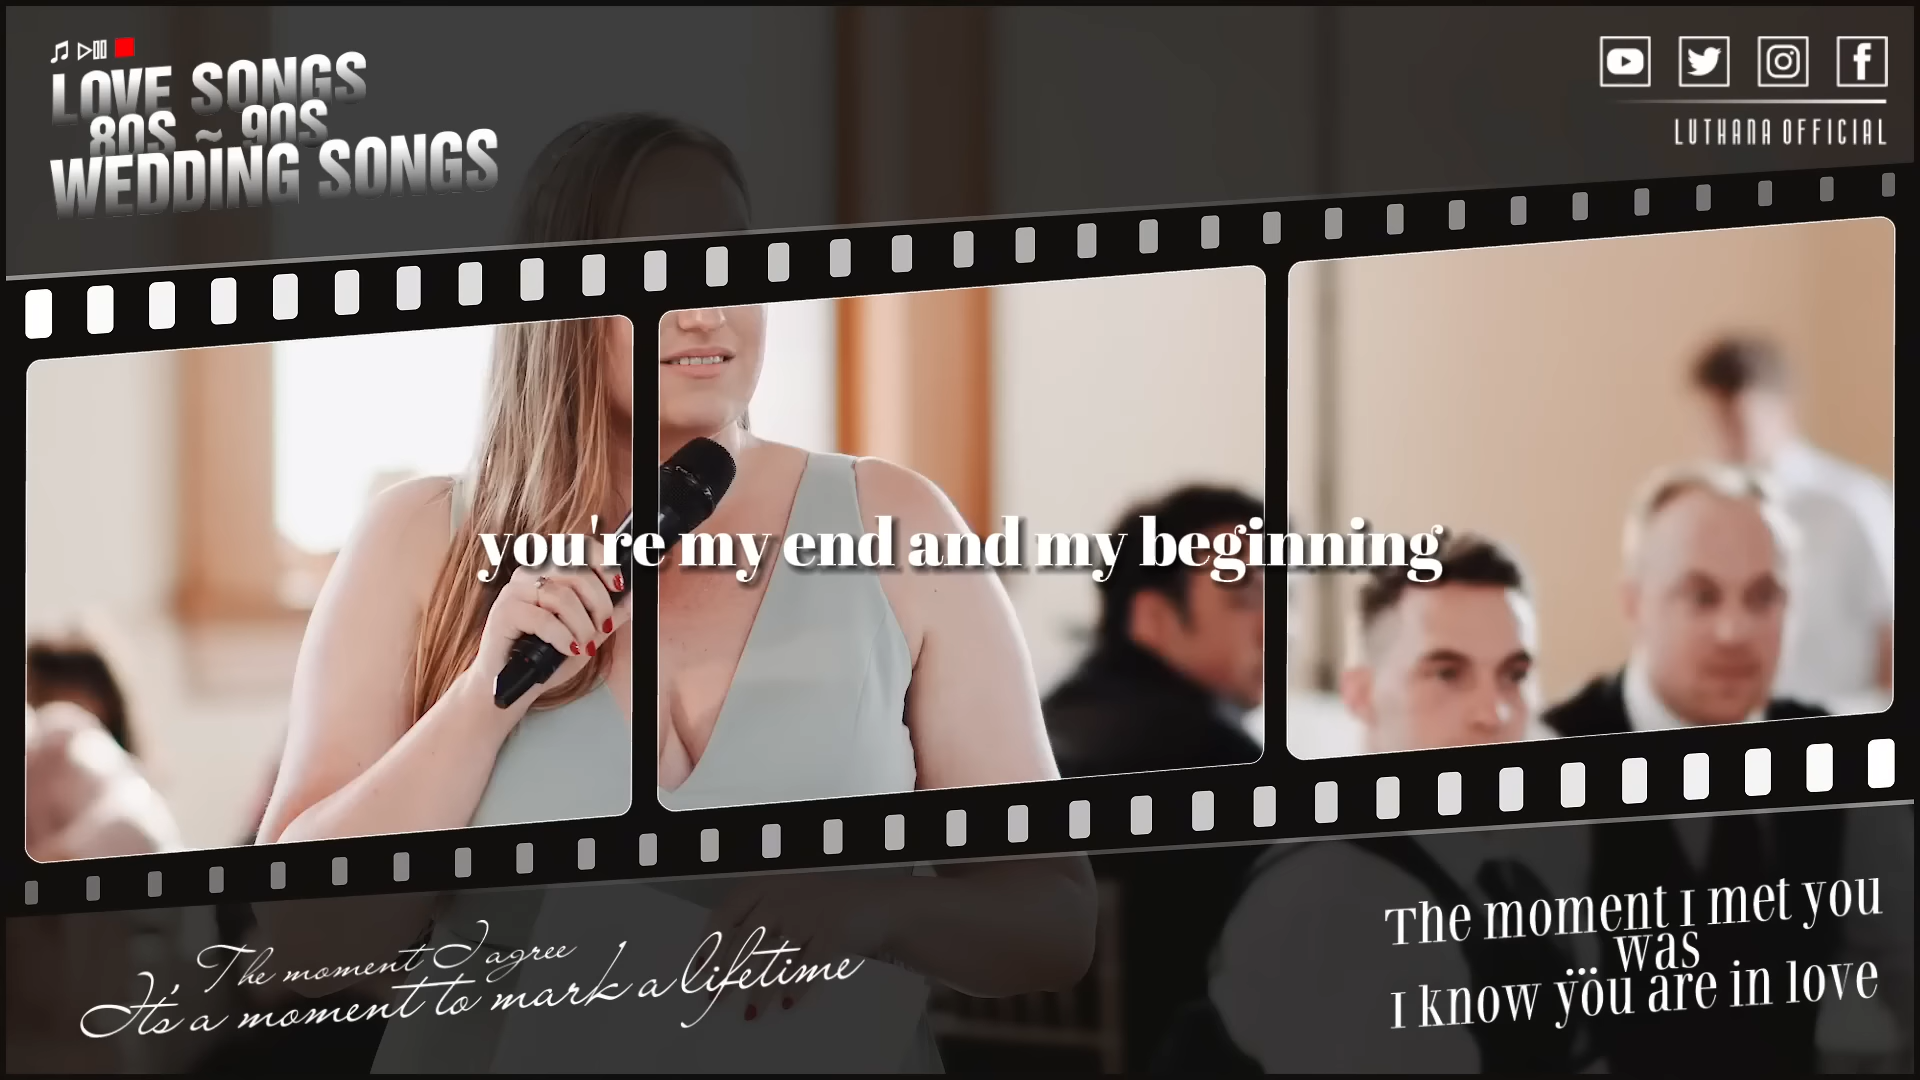 LOVE SONGS
80S ~ 90S
WEDDING SONGS
LUTHANA OFFICIAL
you're my end and my beginning
The moment I agree
It's a moment to mark a lifetime
The moment I met you
was
I know you are in love